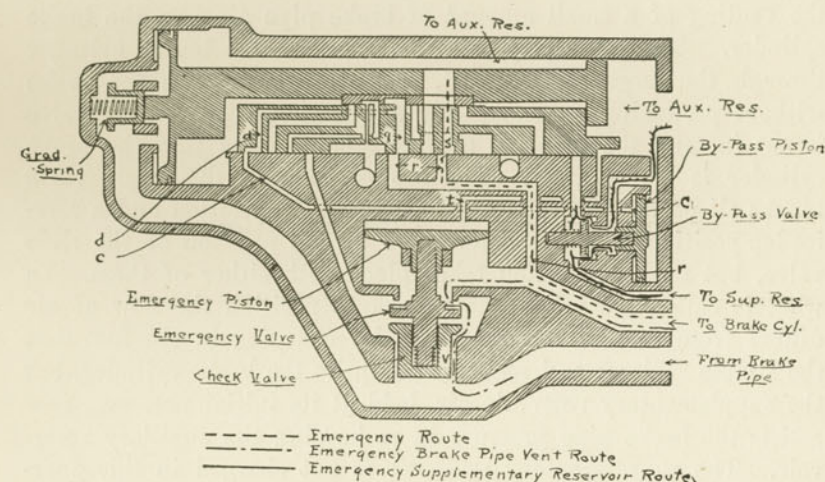 To Aux. Res.
To Aux. Res.
Grad.
Spring
By-Pass Piston
d
q
s
r
t
C
By-Pass Valve
d
c
r
Emergency Piston
To Sup. Res.
Emergency Valve
To Brake Cyl.
Check Valve
V
From Brake
Pipe
Emergency Route
Emergency Brake Pipe Vent Route
Emergency Supplementary Reservoir Route